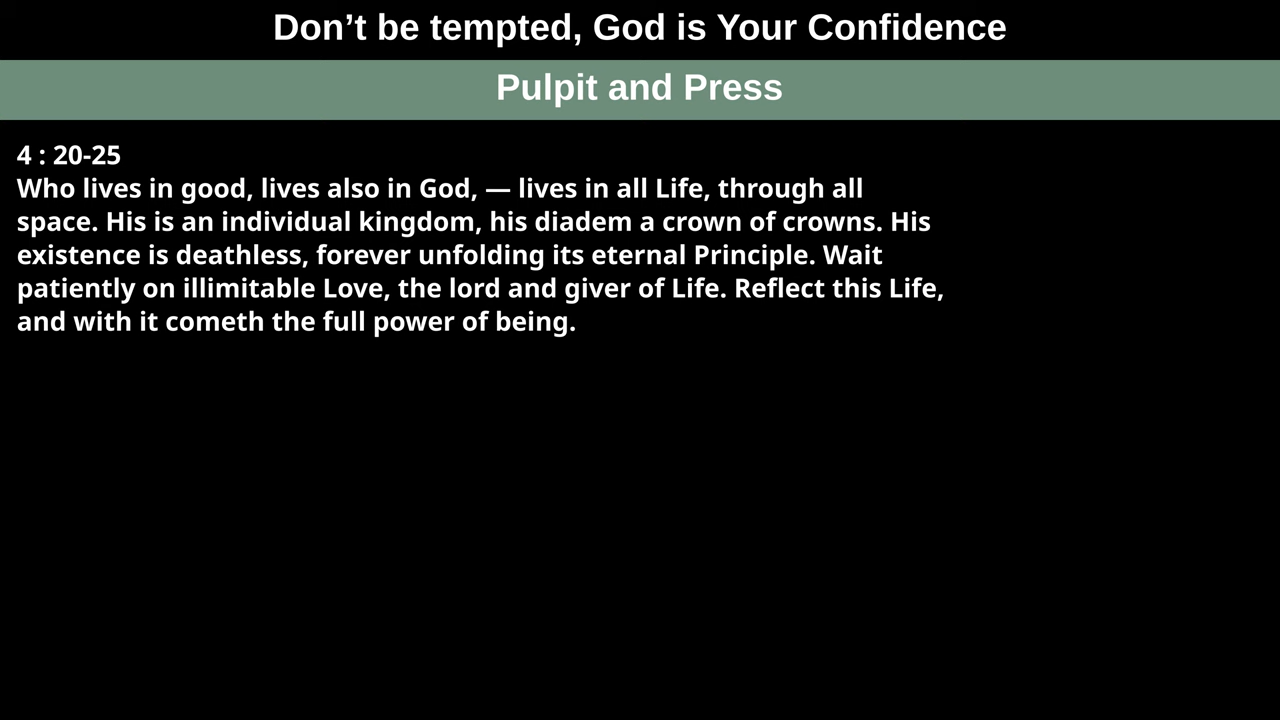 Don’t be tempted, God is Your Confidence
Pulpit and Press
4 : 20-25
Who lives in good, lives also in God, — lives in all Life, through all
space. His is an individual kingdom, his diadem a crown of crowns. His
existence is deathless, forever unfolding its eternal Principle. Wait
patiently on illimitable Love, the lord and giver of Life. Reflect this Life,
and with it cometh the full power of being.